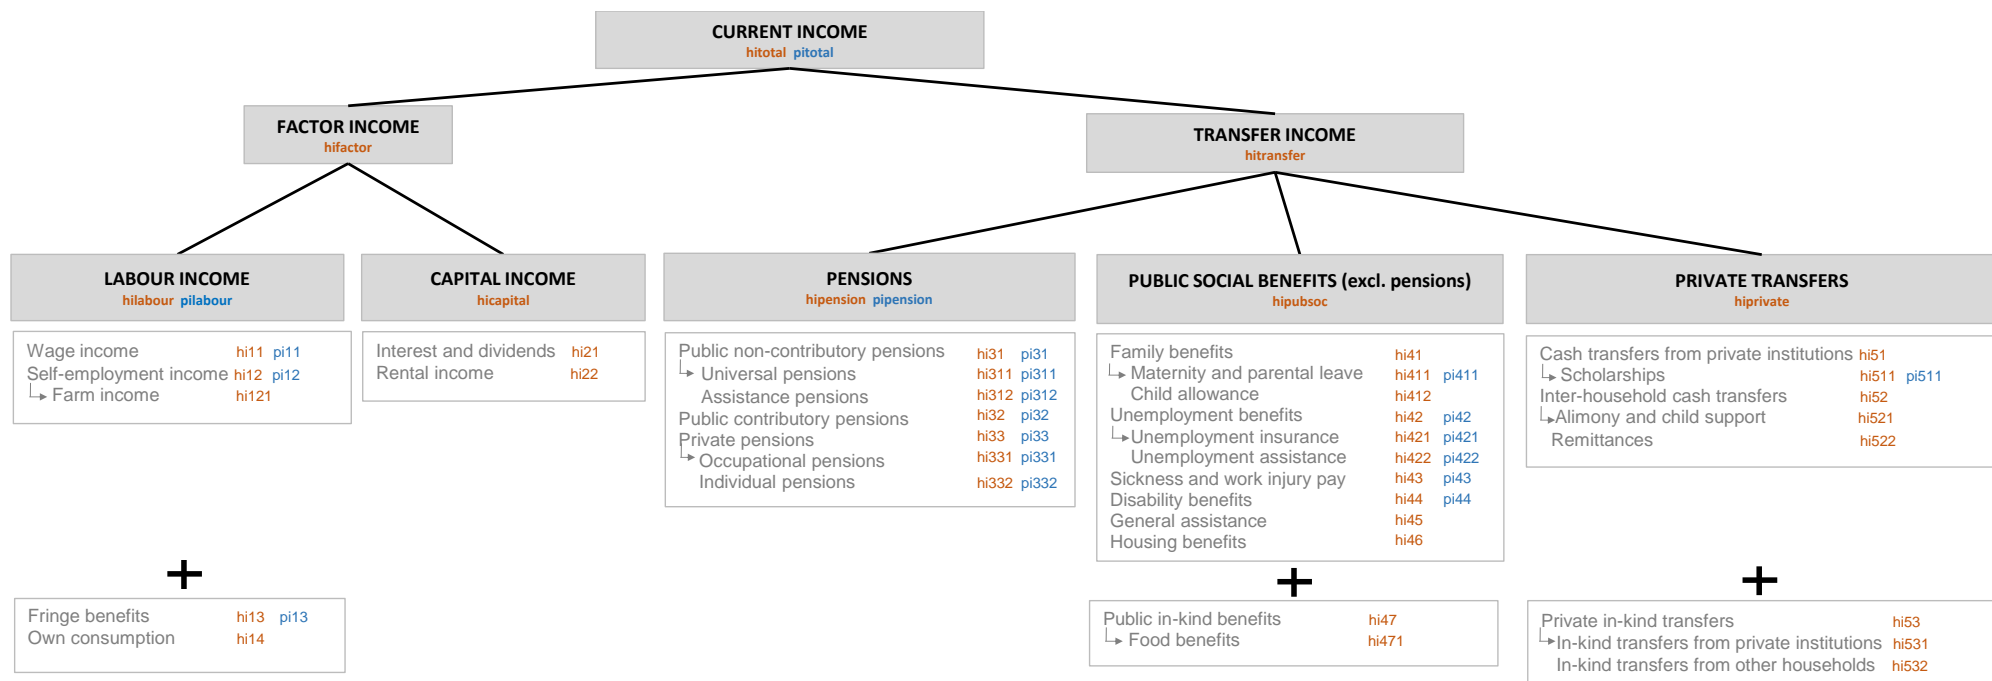 CURRENT INCOME
hitotal pitotal
FACTOR INCOME
hifactor
TRANSFER INCOME
hitransfer
LABOUR INCOME
hilabour pilabour
Wage income hi11 pi11
Self-employment income hi12 pi12
Farm income hi121
Fringe benefits hi13 pi13
Own consumption hi14
CAPITAL INCOME
hicapital
Interest and dividends hi21
Rental income hi22
PENSIONS
hipension pipension
Public non-contributory pensions hi31 pi31
Universal pensions hi311 pi311
Assistance pensions hi312 pi312
Public contributory pensions hi32 pi32
Private pensions hi33 pi33
Occupational pensions hi331 pi331
Individual pensions hi332 pi332
PUBLIC SOCIAL BENEFITS (excl. pensions)
hipubsoc
Family benefits hi41
Maternity and parental leave hi411 pi411
Child allowance hi412
Unemployment benefits hi42 pi42
Unemployment insurance hi421 pi421
Unemployment assistance hi422 pi422
Sickness and work injury pay hi43 pi43
Disability benefits hi44 pi44
General assistance hi45
Housing benefits hi46
Public in-kind benefits hi47
Food benefits hi471
PRIVATE TRANSFERS
hiprivate
Cash transfers from private institutions hi51
Scholarships hi511 pi511
Inter-household cash transfers hi52
Alimony and child support hi521
Remittances hi522
Private in-kind transfers hi53
In-kind transfers from private institutions hi531
In-kind transfers from other households hi532